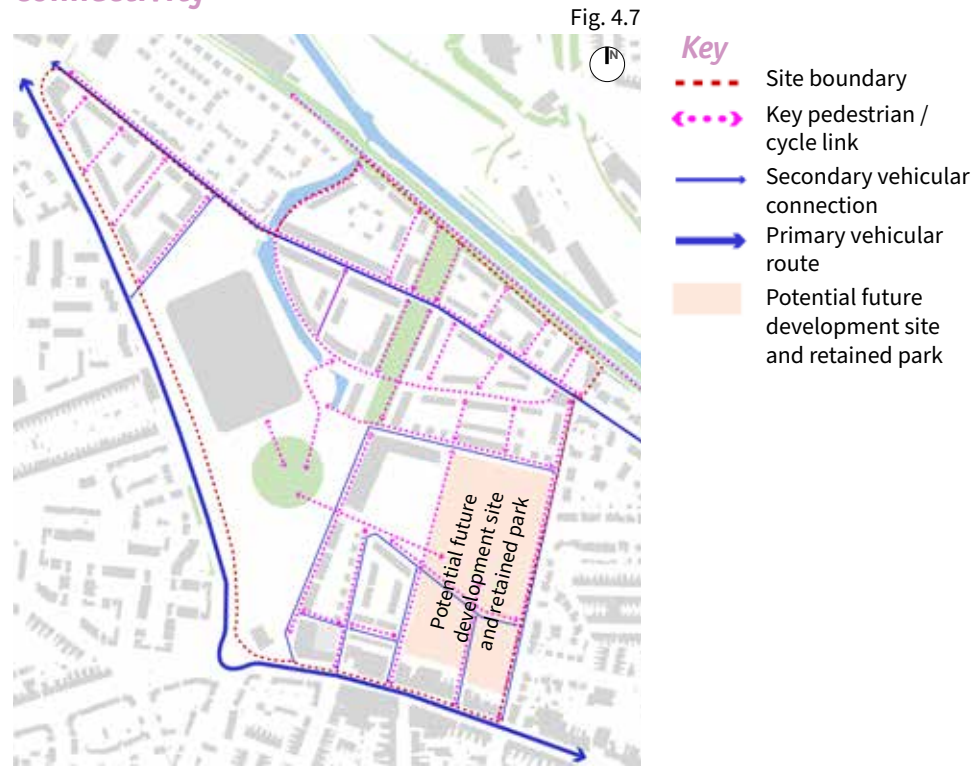 connectivity
Fig. 4.7
N
Key
Site boundary
Key pedestrian /
cycle link
Secondary vehicular
connection
Primary vehicular
route
Potential future
development site
and retained park
Potential future
development site
and retained park